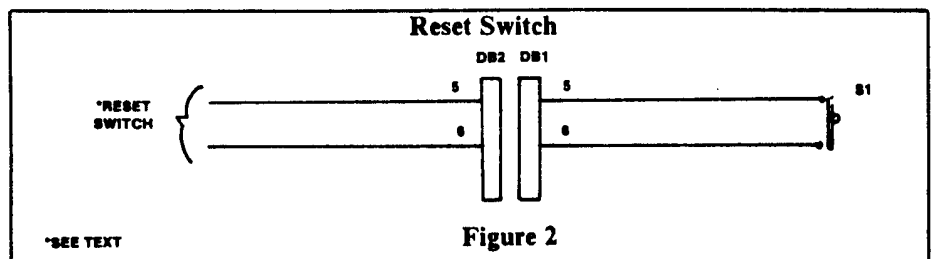 Reset Switch
DB2 DB1
5 5 S1
*RESET
SWITCH
6 6
*SEE TEXT
Figure 2